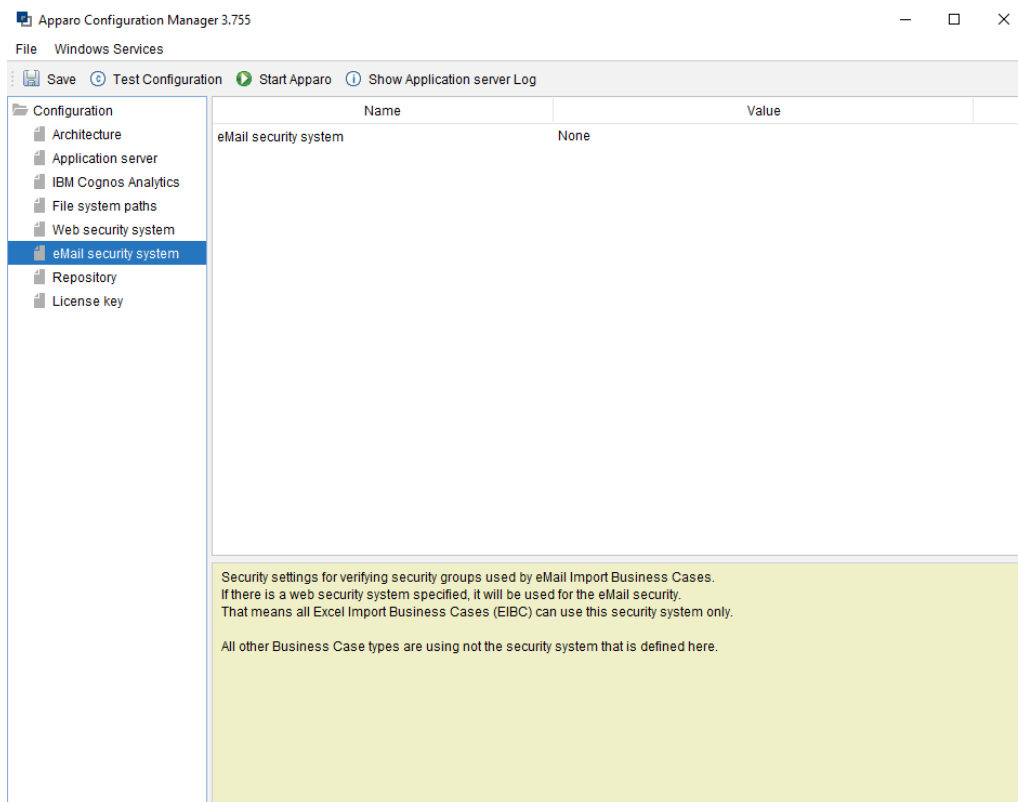 Apparo Configuration Manager 3.755
File Windows Services
Save Test Configuration Start Apparo Show Application server Log
Configuration
Architecture
Application server
IBM Cognos Analytics
File system paths
Web security system
eMail security system
Repository
License key
Name Value
eMail security system None
Security settings for verifying security groups used by eMail Import Business Cases.
If there is a web security system specified, it will be used for the eMail security.
That means all Excel Import Business Cases (EIBC) can use this security system only.
All other Business Case types are using not the security system that is defined here.